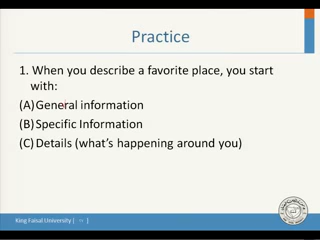 Practice
1. When you describe a favorite place, you start
with:
(A) General information
(B) Specific Information
(C) Details (what's happening around you)
King Faisal University [ ]